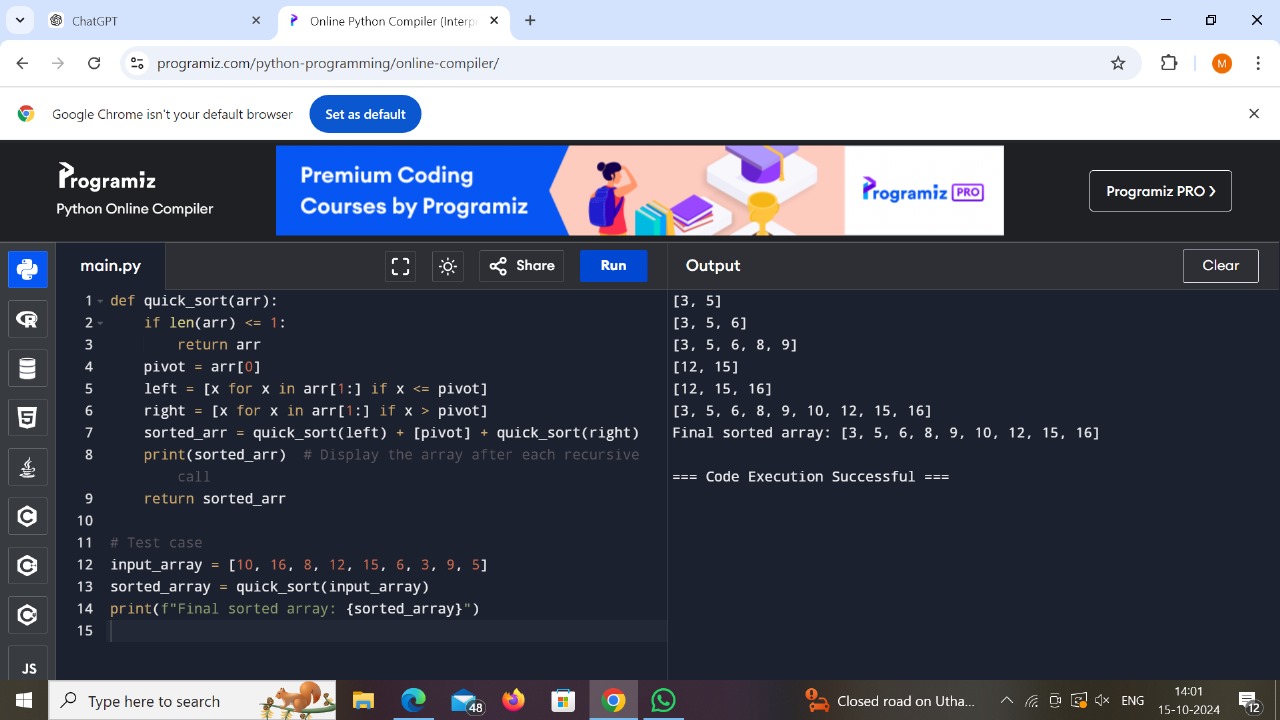 ChatGPT
Online Python Compiler (Interp
programiz.com/python-programming/online-compiler/
M
Google Chrome isn't your default browser
Set as default
Programiz
Python Online Compiler
Premium Coding
Courses by Programiz
Programiz PRO
Programiz PRO ❯
main.py
Share
Run
Output
Clear
1 def quick_sort(arr):
2 if len(arr) <= 1:
3 return arr
4 pivot = arr[0]
5 left = [x for x in arr[1:] if x <= pivot]
6 right = [x for x in arr[1:] if x > pivot]
7 sorted_arr = quick_sort(left) + [pivot] + quick_sort(right)
8 print(sorted_arr)  # Display the array after each recursive
call
9 return sorted_arr
10
11 # Test case
12 input_array = [10, 16, 8, 12, 15, 6, 3, 9, 5]
13 sorted_array = quick_sort(input_array)
14 print(f"Final sorted array: {sorted_array}")
15
[3, 5]
[3, 5, 6]
[3, 5, 6, 8, 9]
[12, 15]
[12, 15, 16]
[3, 5, 6, 8, 9, 10, 12, 15, 16]
Final sorted array: [3, 5, 6, 8, 9, 10, 12, 15, 16]
=== Code Execution Successful ===
R
5
C
C
C
JS
Type here to search
48
Closed road on Utha...
ENG
14:01
15-10-2024
12